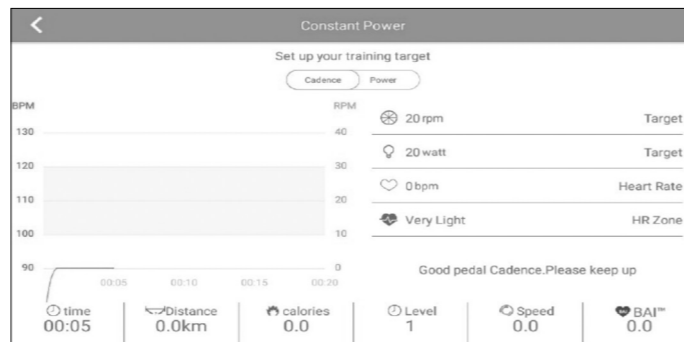 Constant Power
Set up your training target
Cadence Power
BPM RPM
130 40
120 30
110 20
100 10
90 0
00:05 00:10 00:15 00:20
20 rpm Target
20 watt Target
0 bpm Heart Rate
Very Light HR Zone
Good pedal Cadence.Please keep up
time Distance calories Level Speed BAI™
00:05 0.0km 0.0 1 0.0 0.0